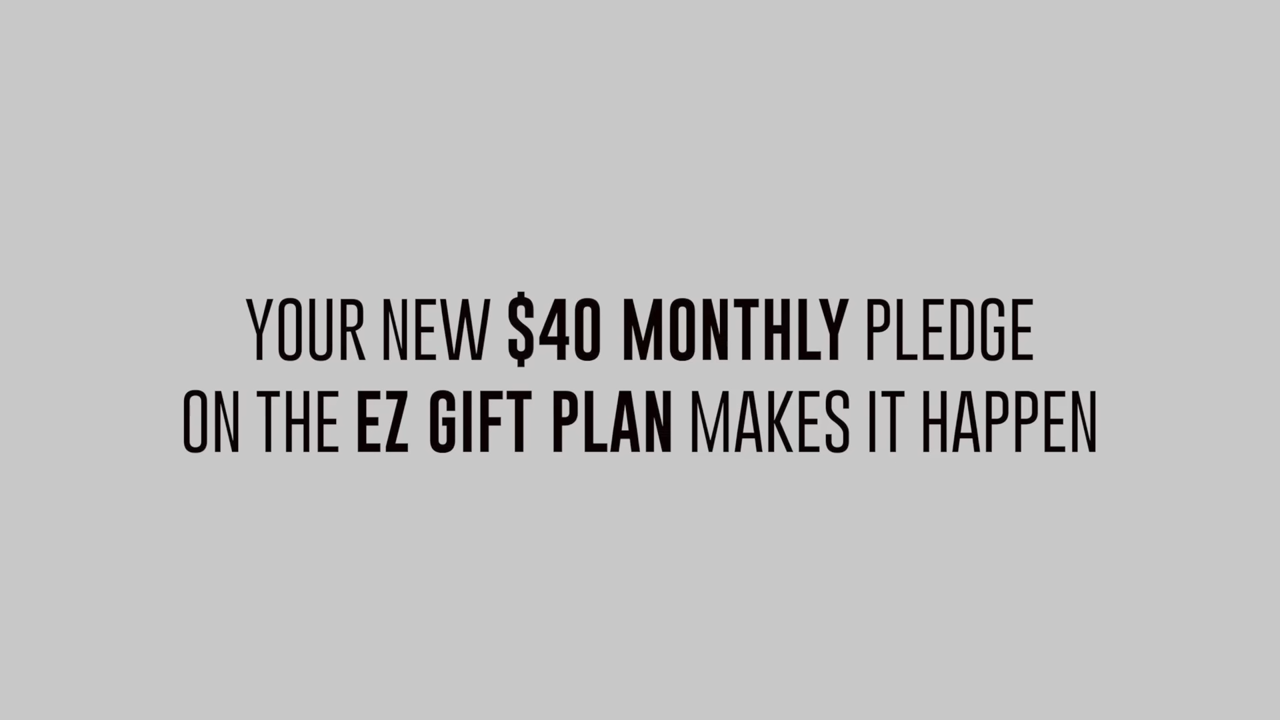 YOUR NEW $40 MONTHLY PLEDGE
ON THE EZ GIFT PLAN MAKES IT HAPPEN